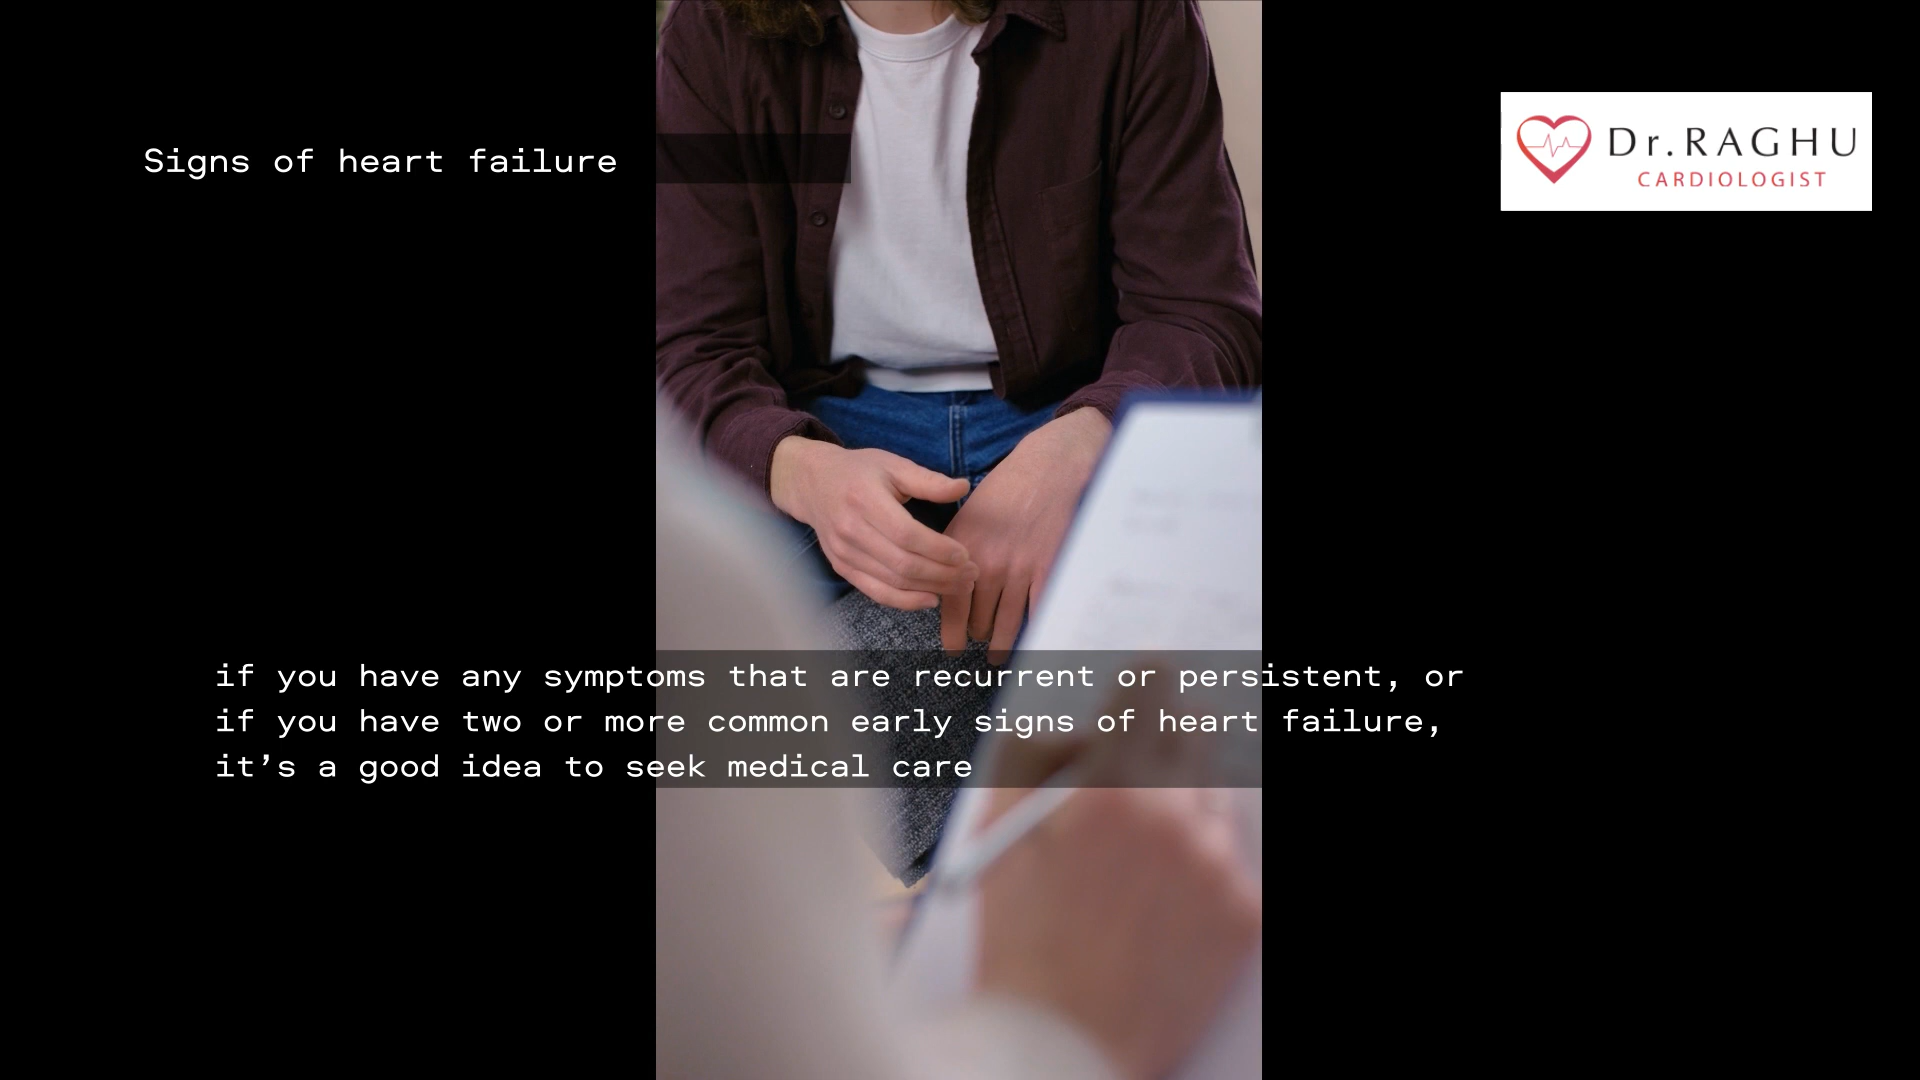 Signs of heart failure
Dr.RAGHU
CARDIOLOGIST
if you have any symptoms that are recurrent or persistent, or
if you have two or more common early signs of heart failure,
it’s a good idea to seek medical care